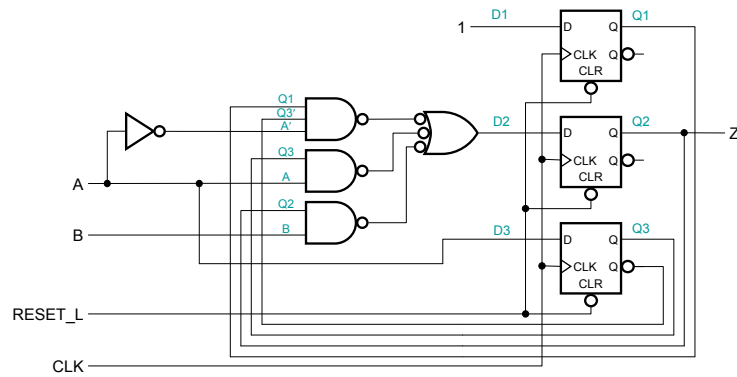 D1
Q1
1
D
Q
CLK
Q
CLR
Q1
Q3′
A′
D2
Q2
D
Q
Z
CLK
Q
CLR
Q3
A
A
Q2
B
B
D3
Q3
D
Q
CLK
Q
CLR
RESET_L
CLK